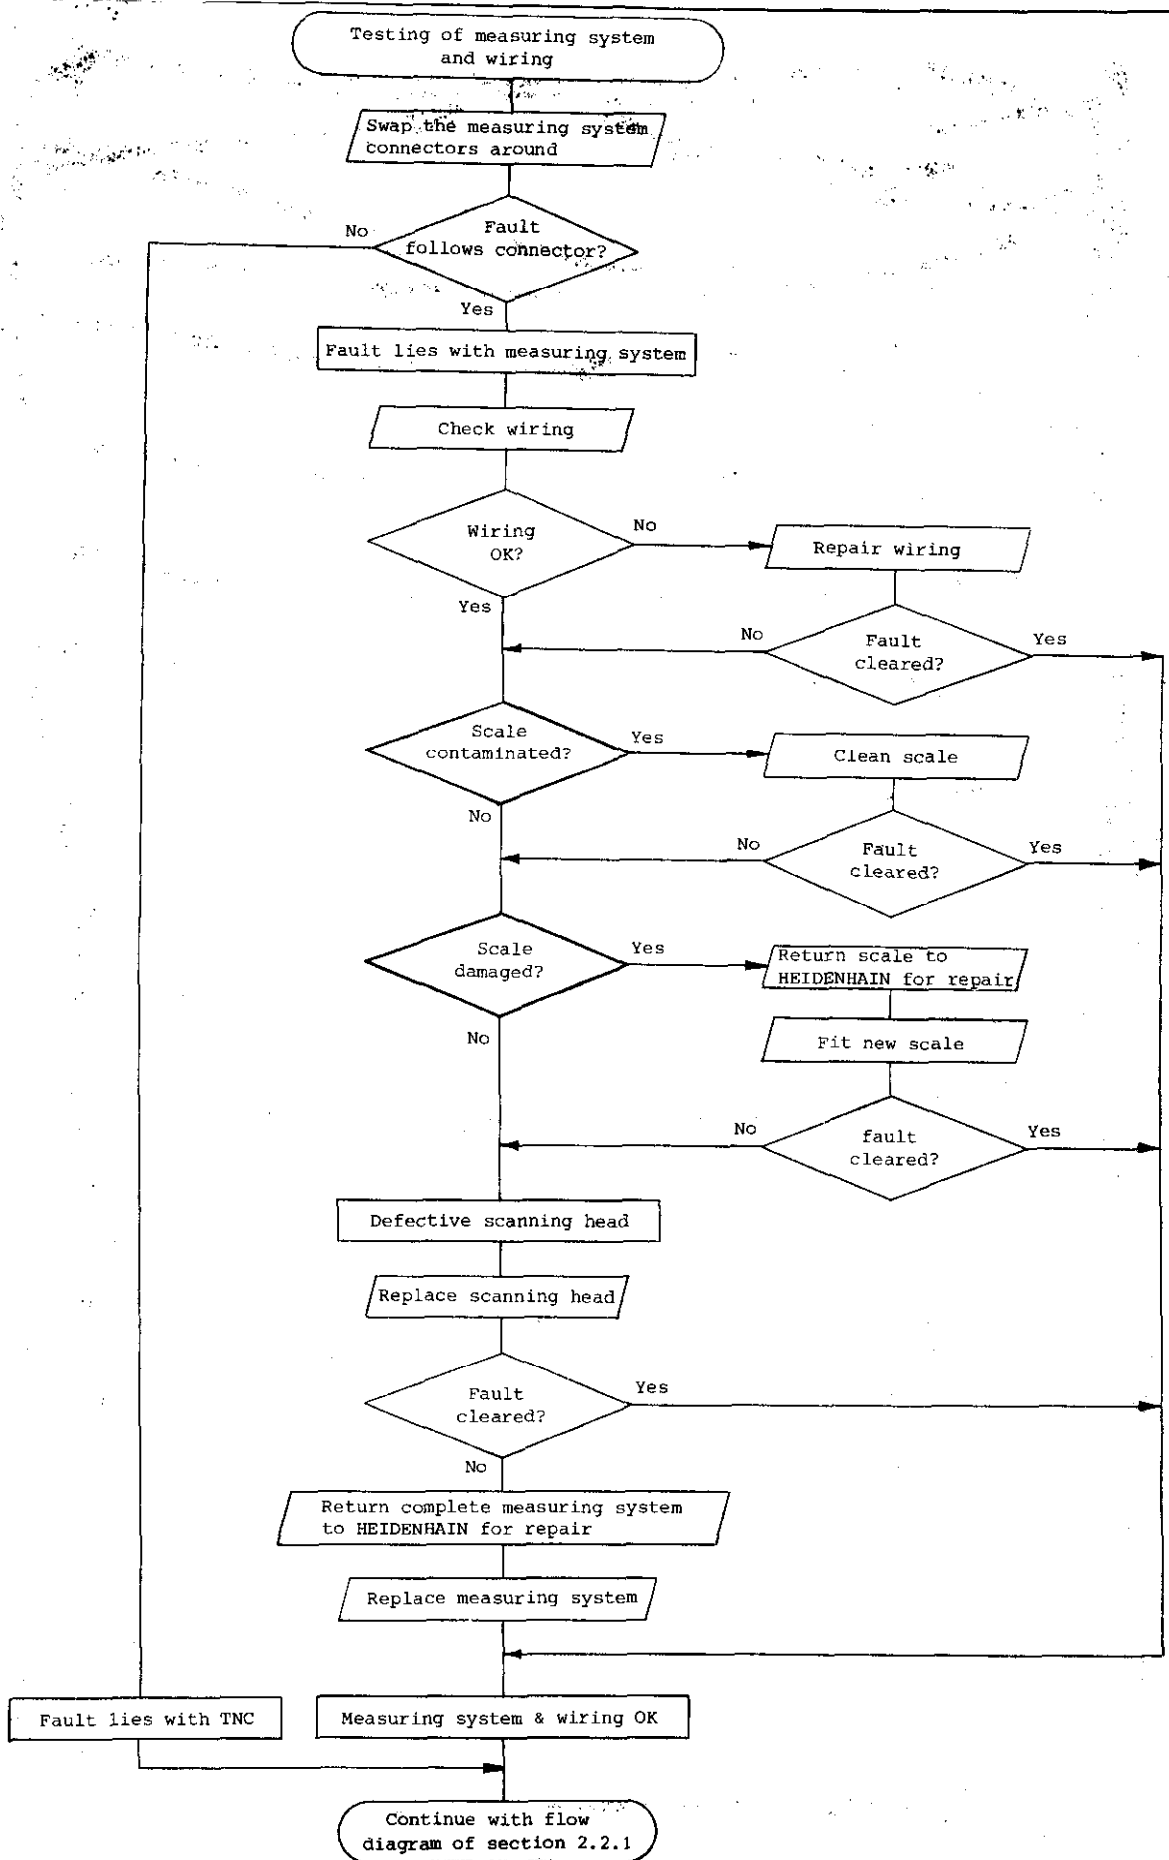 Testing of measuring system
and wiring
Swap the measuring system
connectors around
No
Fault
follows connector?
Yes
Fault lies with measuring system
Check wiring
Wiring
OK?
No
Repair wiring
Yes
No
Fault
cleared?
Yes
Scale
contaminated?
Yes
Clean scale
No
No
Fault
cleared?
Yes
Scale
damaged?
Yes
Return scale to
HEIDENHAIN for repair
No
Fit new scale
No
fault
cleared?
Yes
Defective scanning head
Replace scanning head
Fault
cleared?
Yes
No
Return complete measuring system
to HEIDENHAIN for repair
Replace measuring system
Fault lies with TNC
Measuring system & wiring OK
Continue with flow
diagram of section 2.2.1